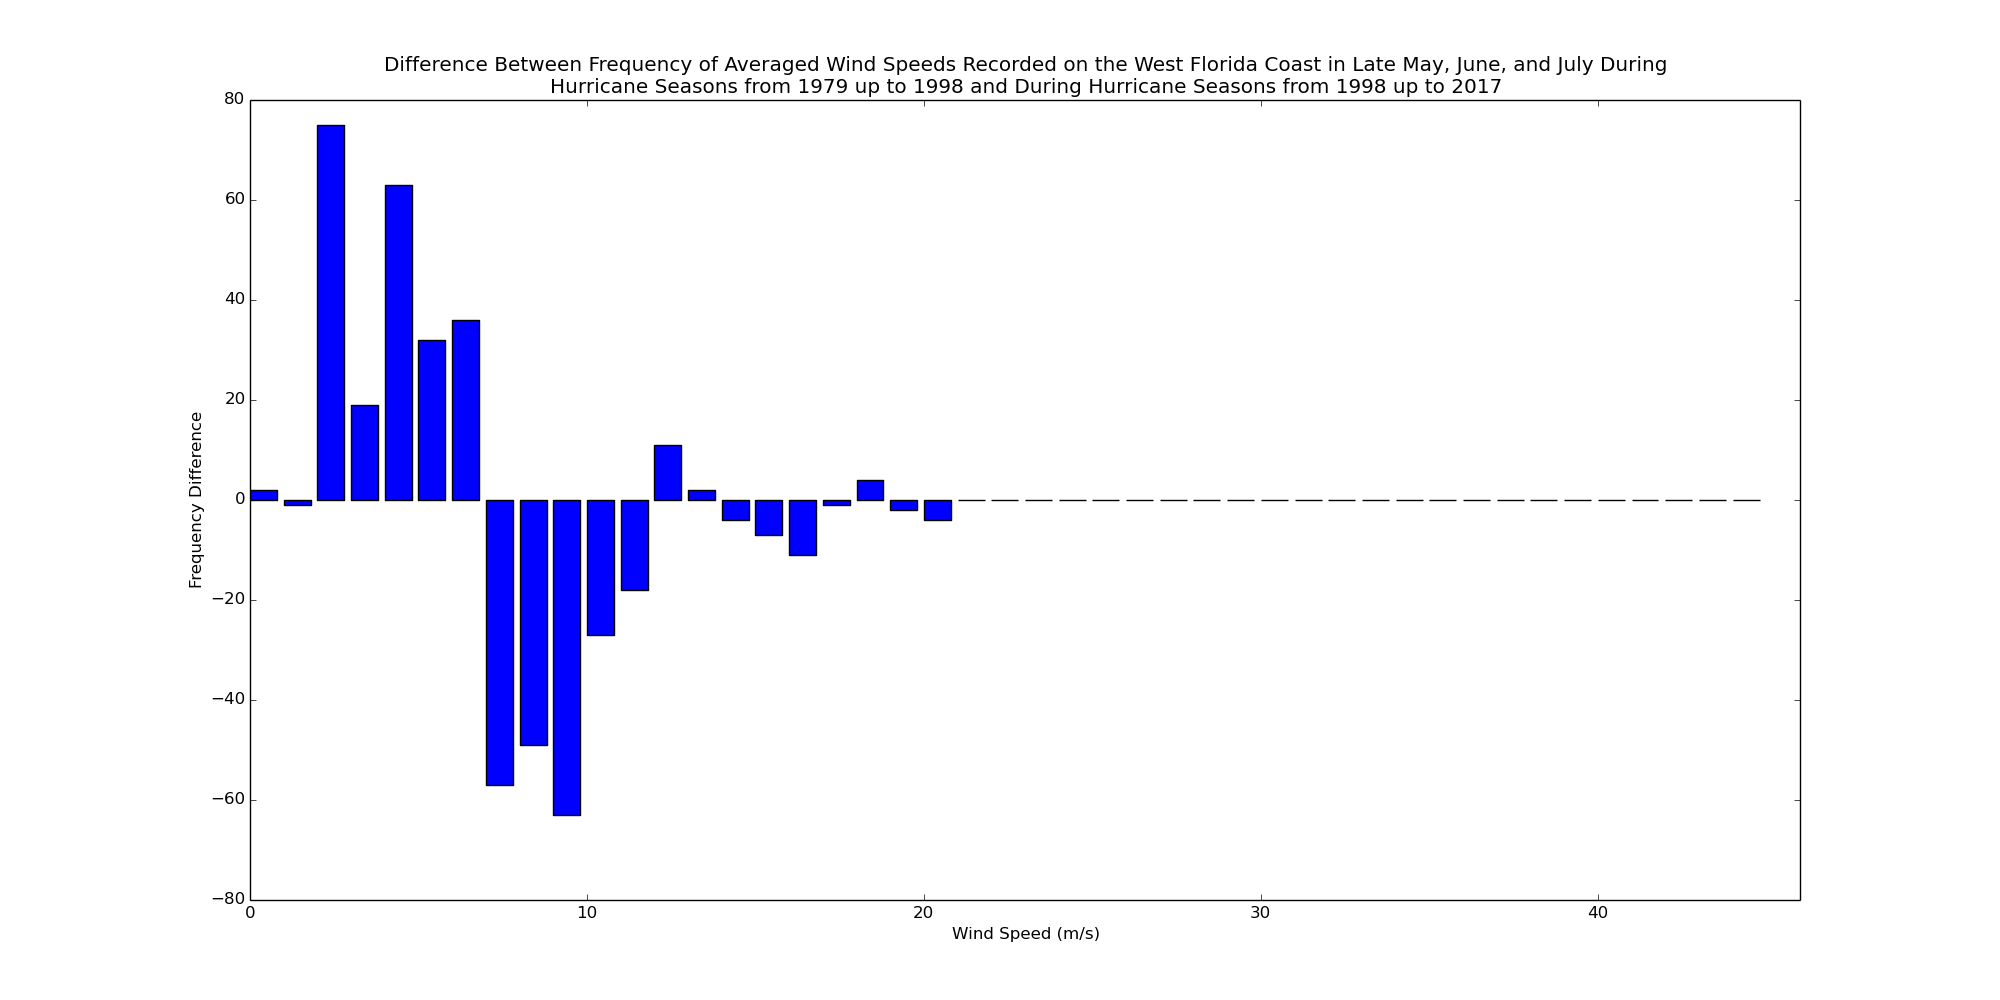 Difference Between Frequency of Averaged Wind Speeds Recorded on the West Florida Coast in Late May, June, and July During
Hurricane Seasons from 1979 up to 1998 and During Hurricane Seasons from 1998 up to 2017
80
60
40
20
0
−20
−40
−60
−80
Frequency Difference
0 10 20 30 40
Wind Speed (m/s)